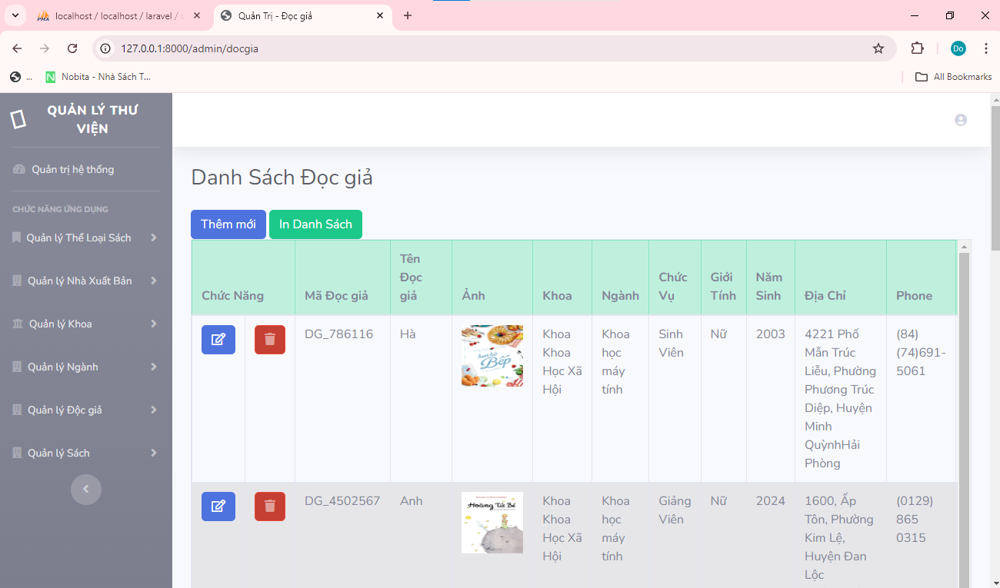 localhost / localhost / laravel /
Quản Trị - Đọc giả
127.0.0.1:8000/admin/docgia
Do
...
Nobita - Nhà Sách T...
All Bookmarks
QUẢN LÝ THƯ
VIỆN
Quản trị hệ thống
CHỨC NĂNG ỨNG DỤNG
Quản lý Thể Loại Sách
Quản lý Nhà Xuất Bản
Quản lý Khoa
Quản lý Ngành
Quản lý Độc giả
Quản lý Sách
Danh Sách Đọc giả
Thêm mới
In Danh Sách
Chức Năng
Mã Đọc giả
Tên
Đọc
giả
Ảnh
Khoa
Ngành
Chức
Vụ
Giới
Tính
Năm
Sinh
Địa Chỉ
Phone
DG_786116
Hà
Bếp
Khoa
Khoa
Học Xã
Hội
Khoa
học
máy
tính
Sinh
Viên
Nữ
2003
4221 Phố
Mẫn Trúc
Liễu, Phường
Phương Trúc
Diệp, Huyện
Minh
QuỳnhHải
Phòng
(84)
(74)691-
5061
DG_4502567
Anh
Hoàng Tử Bé
Khoa
Khoa
Học Xã
Hội
Khoa
học
máy
tính
Giảng
Viên
Nữ
2024
1600, Ấp
Tôn, Phường
Kim Lệ,
Huyện Đan
Lộc
(0129)
865
0315